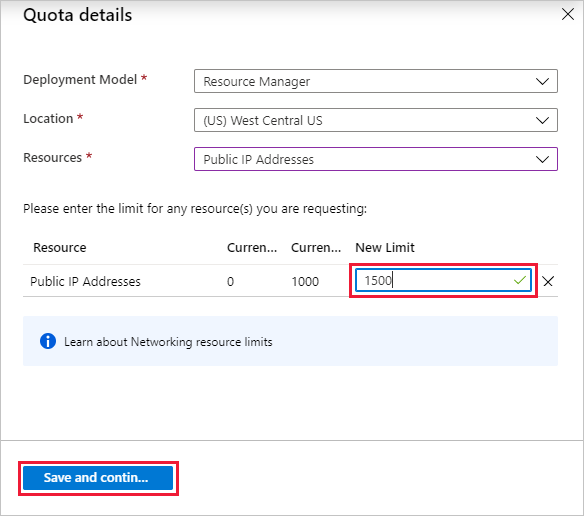 Quota details
Deployment Model * Resource Manager
Location * (US) West Central US
Resources * Public IP Addresses
Please enter the limit for any resource(s) you are requesting:
Resource Curren... Curren... New Limit
Public IP Addresses 0 1000 1500
Learn about Networking resource limits
Save and contin...